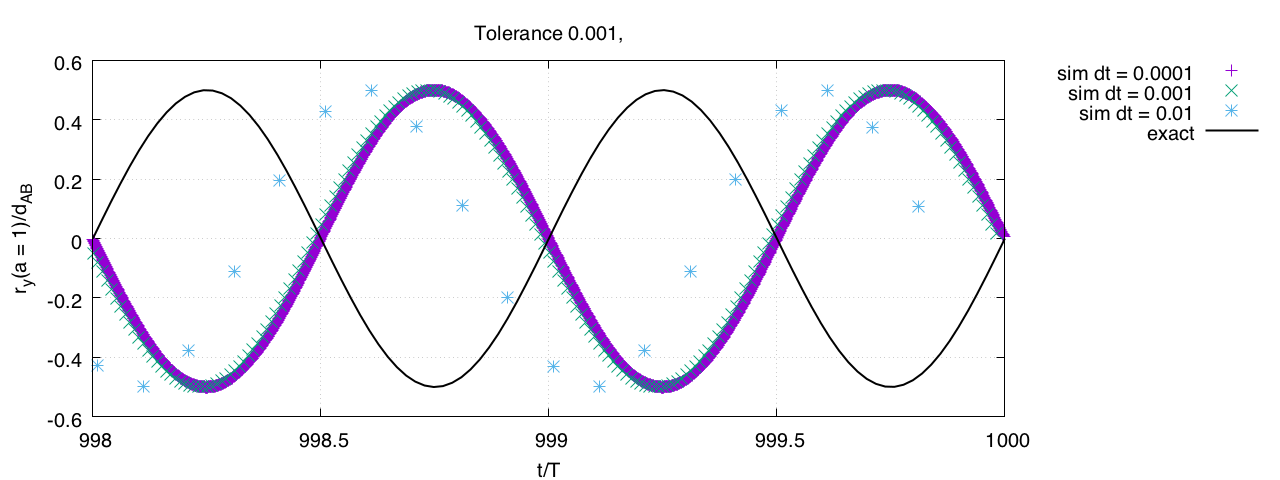 Tolerance 0.001,
0.6
0.4
0.2
0
-0.2
-0.4
-0.6
r_y(a = 1)/d_AB
998
998.5
999
999.5
1000
t/T
sim dt = 0.0001
sim dt = 0.001
sim dt = 0.01
exact